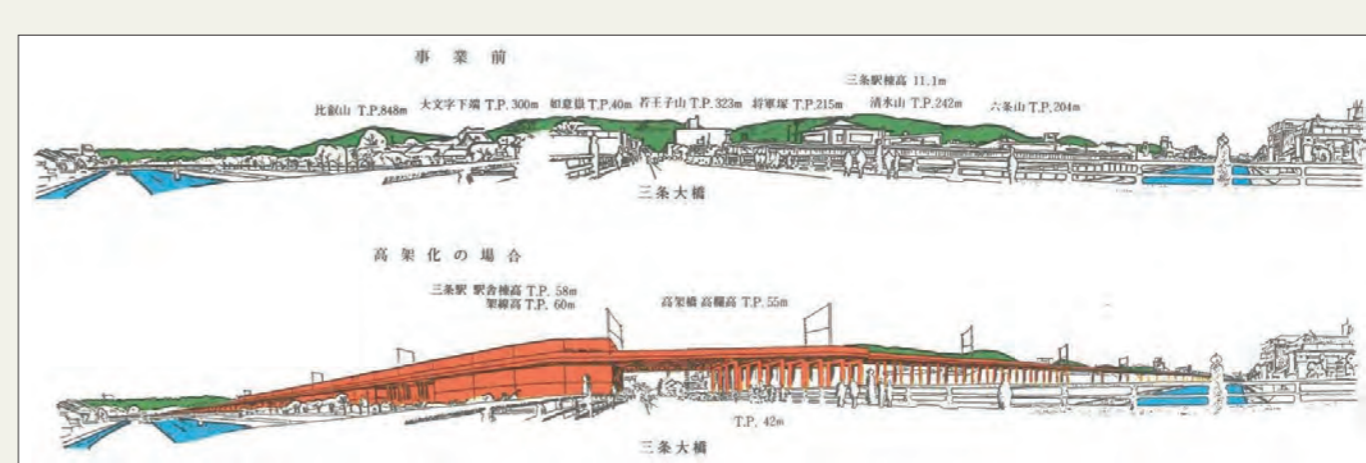 事業前
三条駅棟高 11.1m
比叡山 T.P.848m 大文字下端 T.P.300m 如意嶽 T.P.40m 若王子山 T.P.323m 将軍塚 T.P.215m 清水山 T.P.242m 六条山 T.P.204m
三条大橋
高架化の場合
三条駅 駅舎棟高 T.P. 58m
架線高 T.P. 60m
高架橋 高欄高 T.P. 55m
T.P. 42m
三条大橋